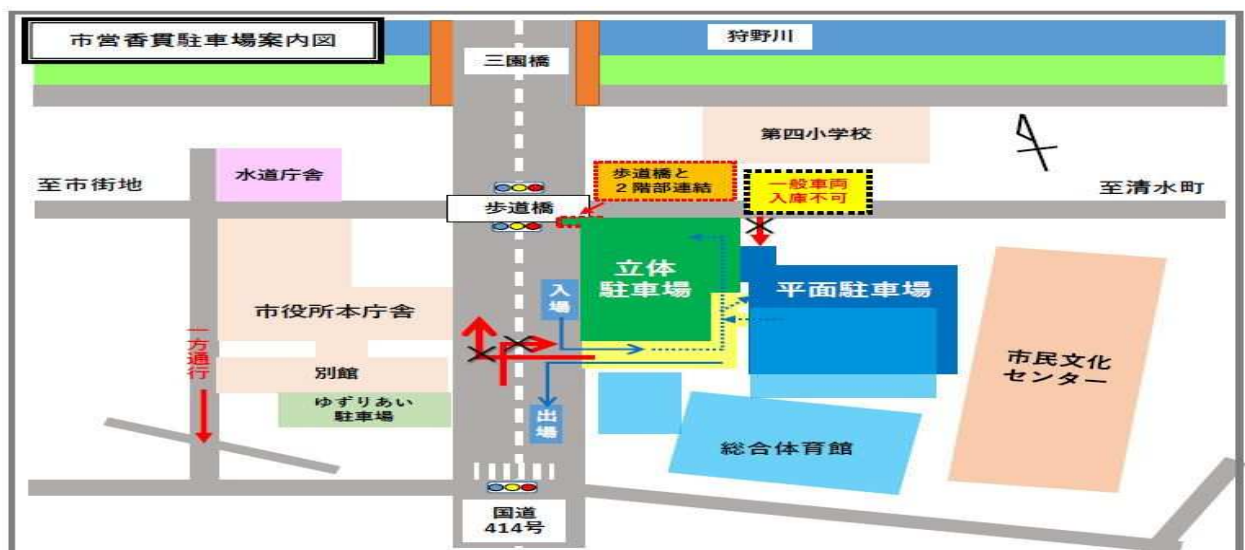 市営香貫駐車場案内図
狩野川
三園橋
第四小学校
水道庁舎
至市街地
歩道橋と
２階部連結
一般車両
入庫不可
至清水町
歩道橋
立体
駐車場
平面駐車場
入場
市役所本庁舎
一方通行
別館
ゆずりあい
駐車場
市民文化
センター
出場
総合体育館
国道
414号